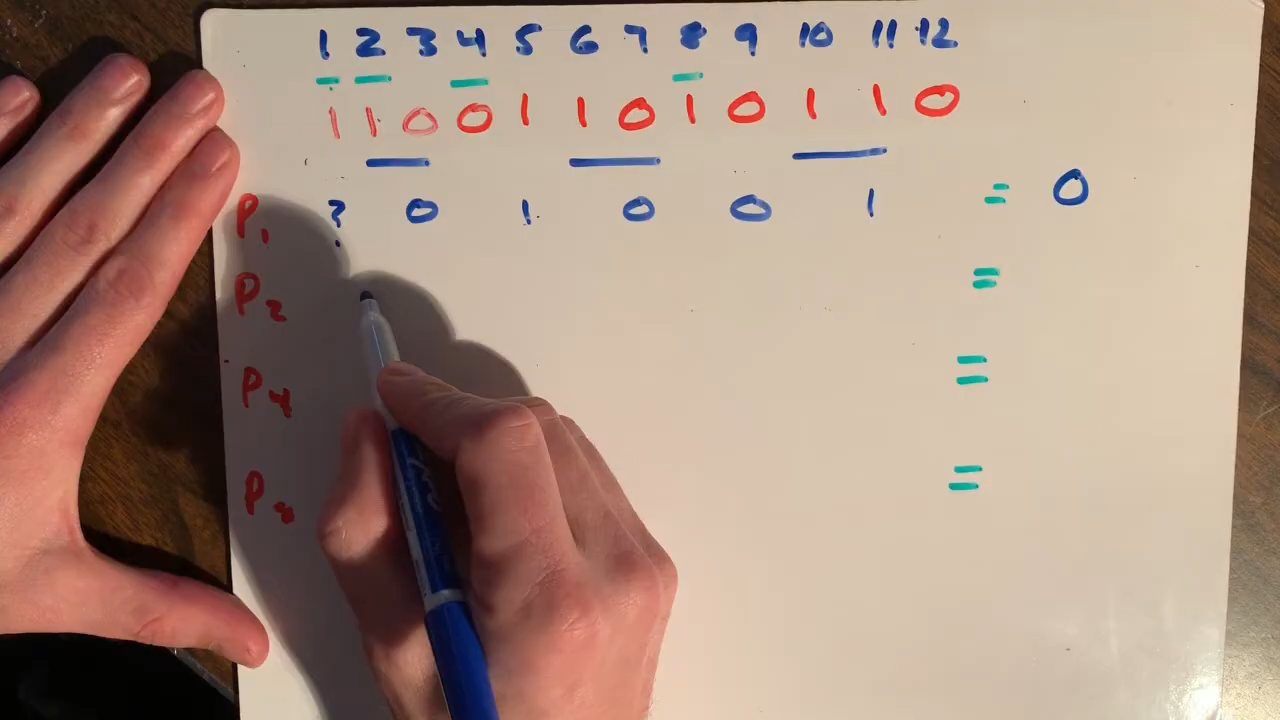 1 2 3 4 5 6 7 8 9 10 11 12
1 1 0 0 1 1 0 1 0 1 1 0
P1 ? 0 1 0 0 1 = 0
P2 =
P4 =
P8 =